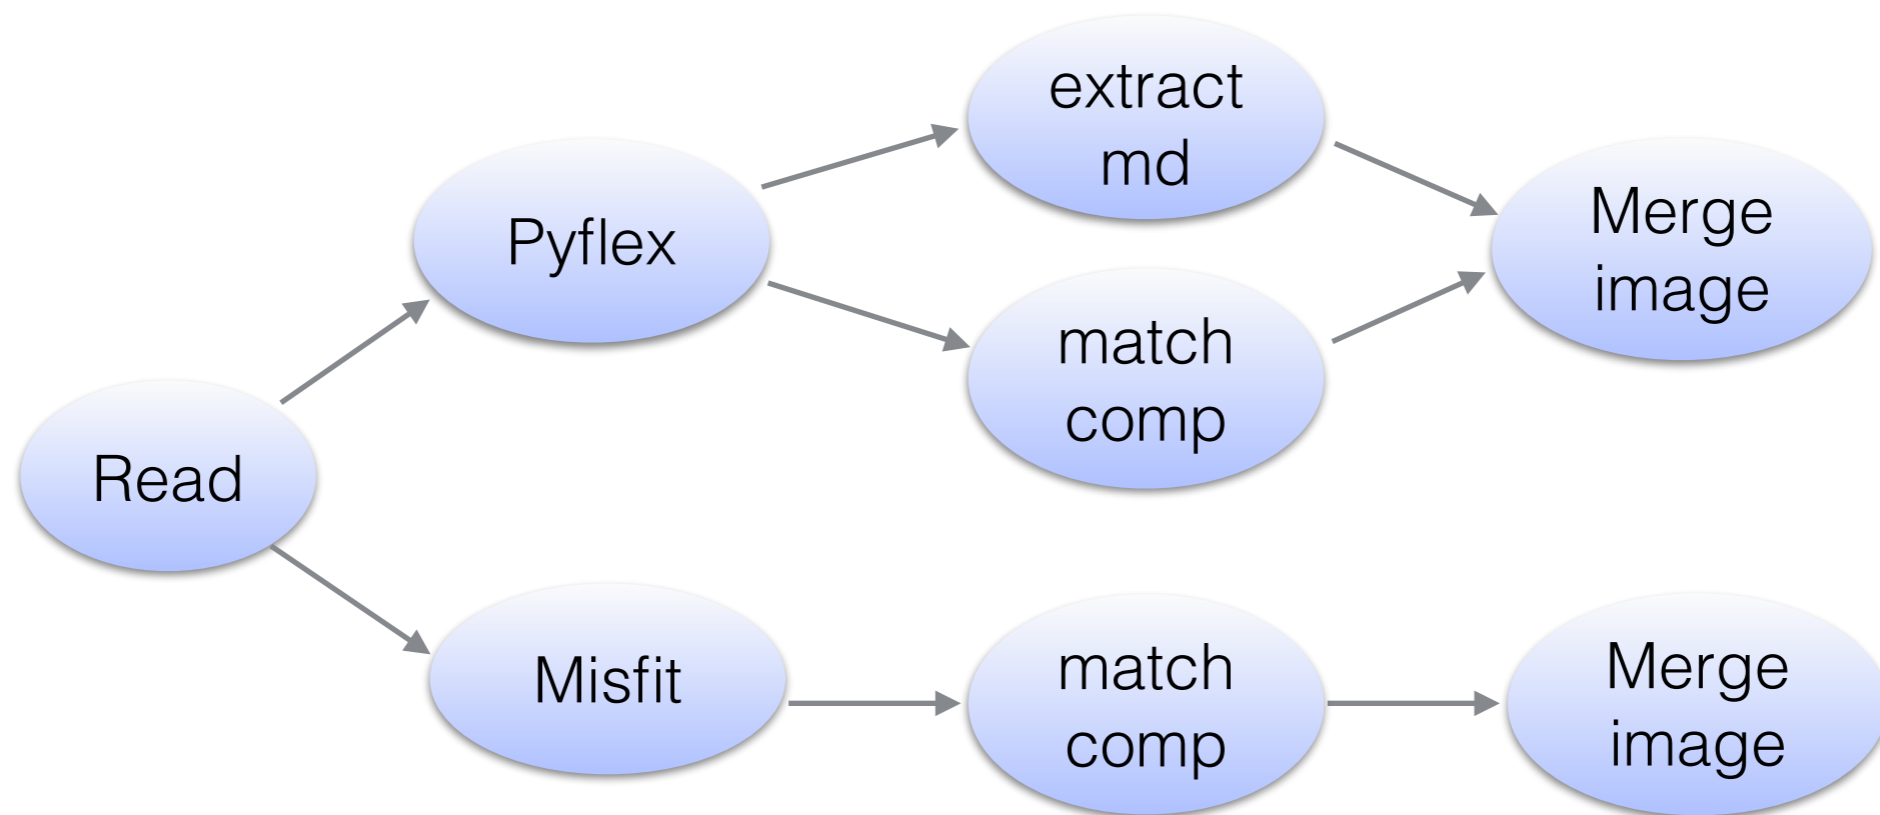 Read
Pyflex
extract
md
match
comp
Merge
image
Misfit
match
comp
Merge
image